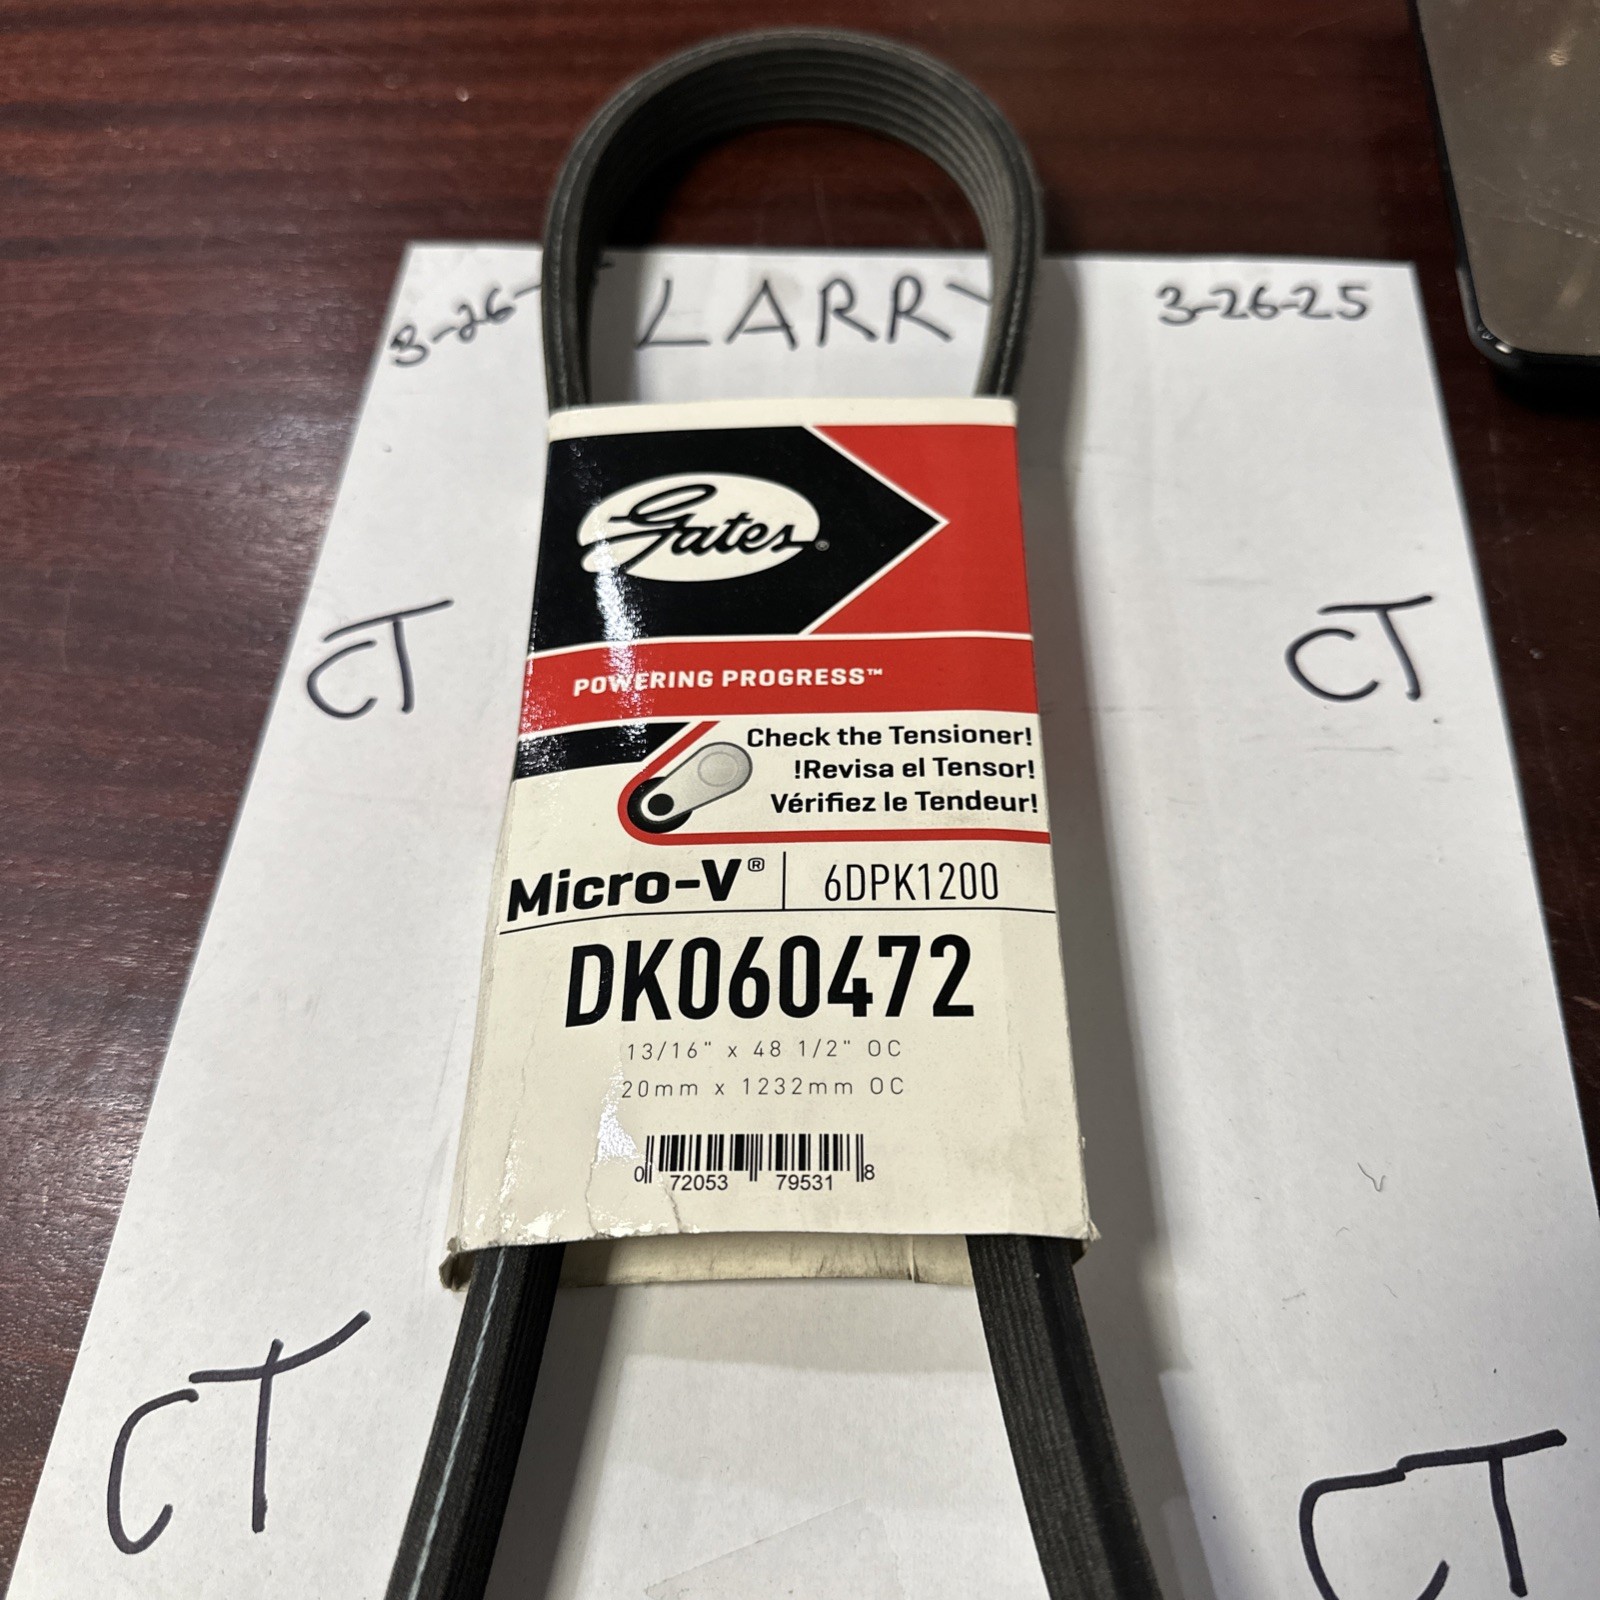 3-26-
LARRY
3-26-25
Gates®
POWERING PROGRESS™
CT
CT
Check the Tensioner!
!Revisa el Tensor!
Vérifiez le Tendeur!
Micro-V® | 6DPK1200
DK060472
13/16" x 48 1/2" OC
20mm x 1232mm OC
0 72053 79531 8
CT
CT